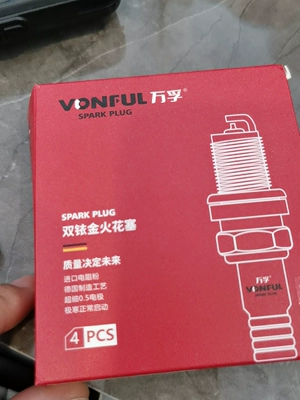 VONFUL 万孚®
SPARK PLUG
SPARK PLUG
双铱金火花塞
质量决定未来
进口电阻粉
德国制造工艺
超细0.5电极
极寒正常启动
4 PCS
万孚
VONFUL
SPARK PLUG